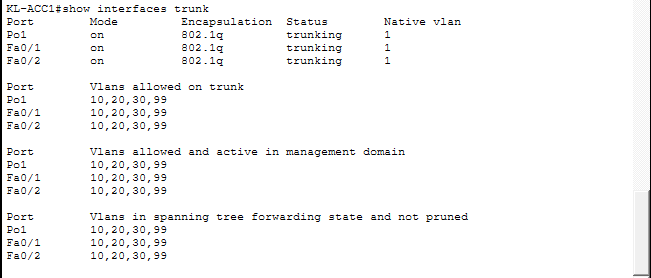 KL-ACC1#show interfaces trunk
Port        Mode         Encapsulation  Status        Native vlan
Po1         on           802.1q         trunking      1
Fa0/1       on           802.1q         trunking      1
Fa0/2       on           802.1q         trunking      1
Port        Vlans allowed on trunk
Po1         10,20,30,99
Fa0/1       10,20,30,99
Fa0/2       10,20,30,99
Port        Vlans allowed and active in management domain
Po1         10,20,30,99
Fa0/1       10,20,30,99
Fa0/2       10,20,30,99
Port        Vlans in spanning tree forwarding state and not pruned
Po1         10,20,30,99
Fa0/1       10,20,30,99
Fa0/2       10,20,30,99